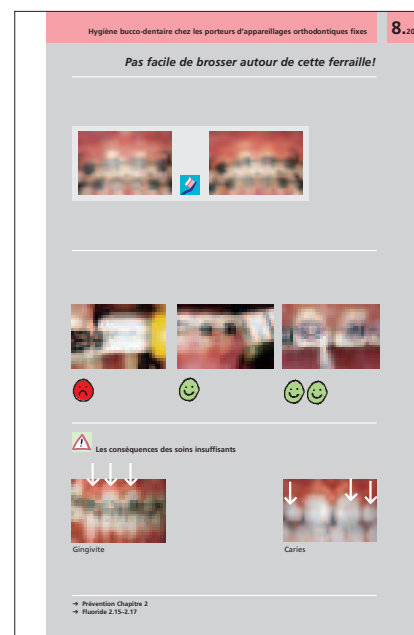 Hygiène bucco-dentaire chez les porteurs d'appareillages orthodontiques fixes 8.20
Pas facile de brosser autour de cette ferraille!
Les conséquences des soins insuffisants
Gingivite Caries
➔ Prévention Chapitre 2
➔ Fluoride 2.15–2.17